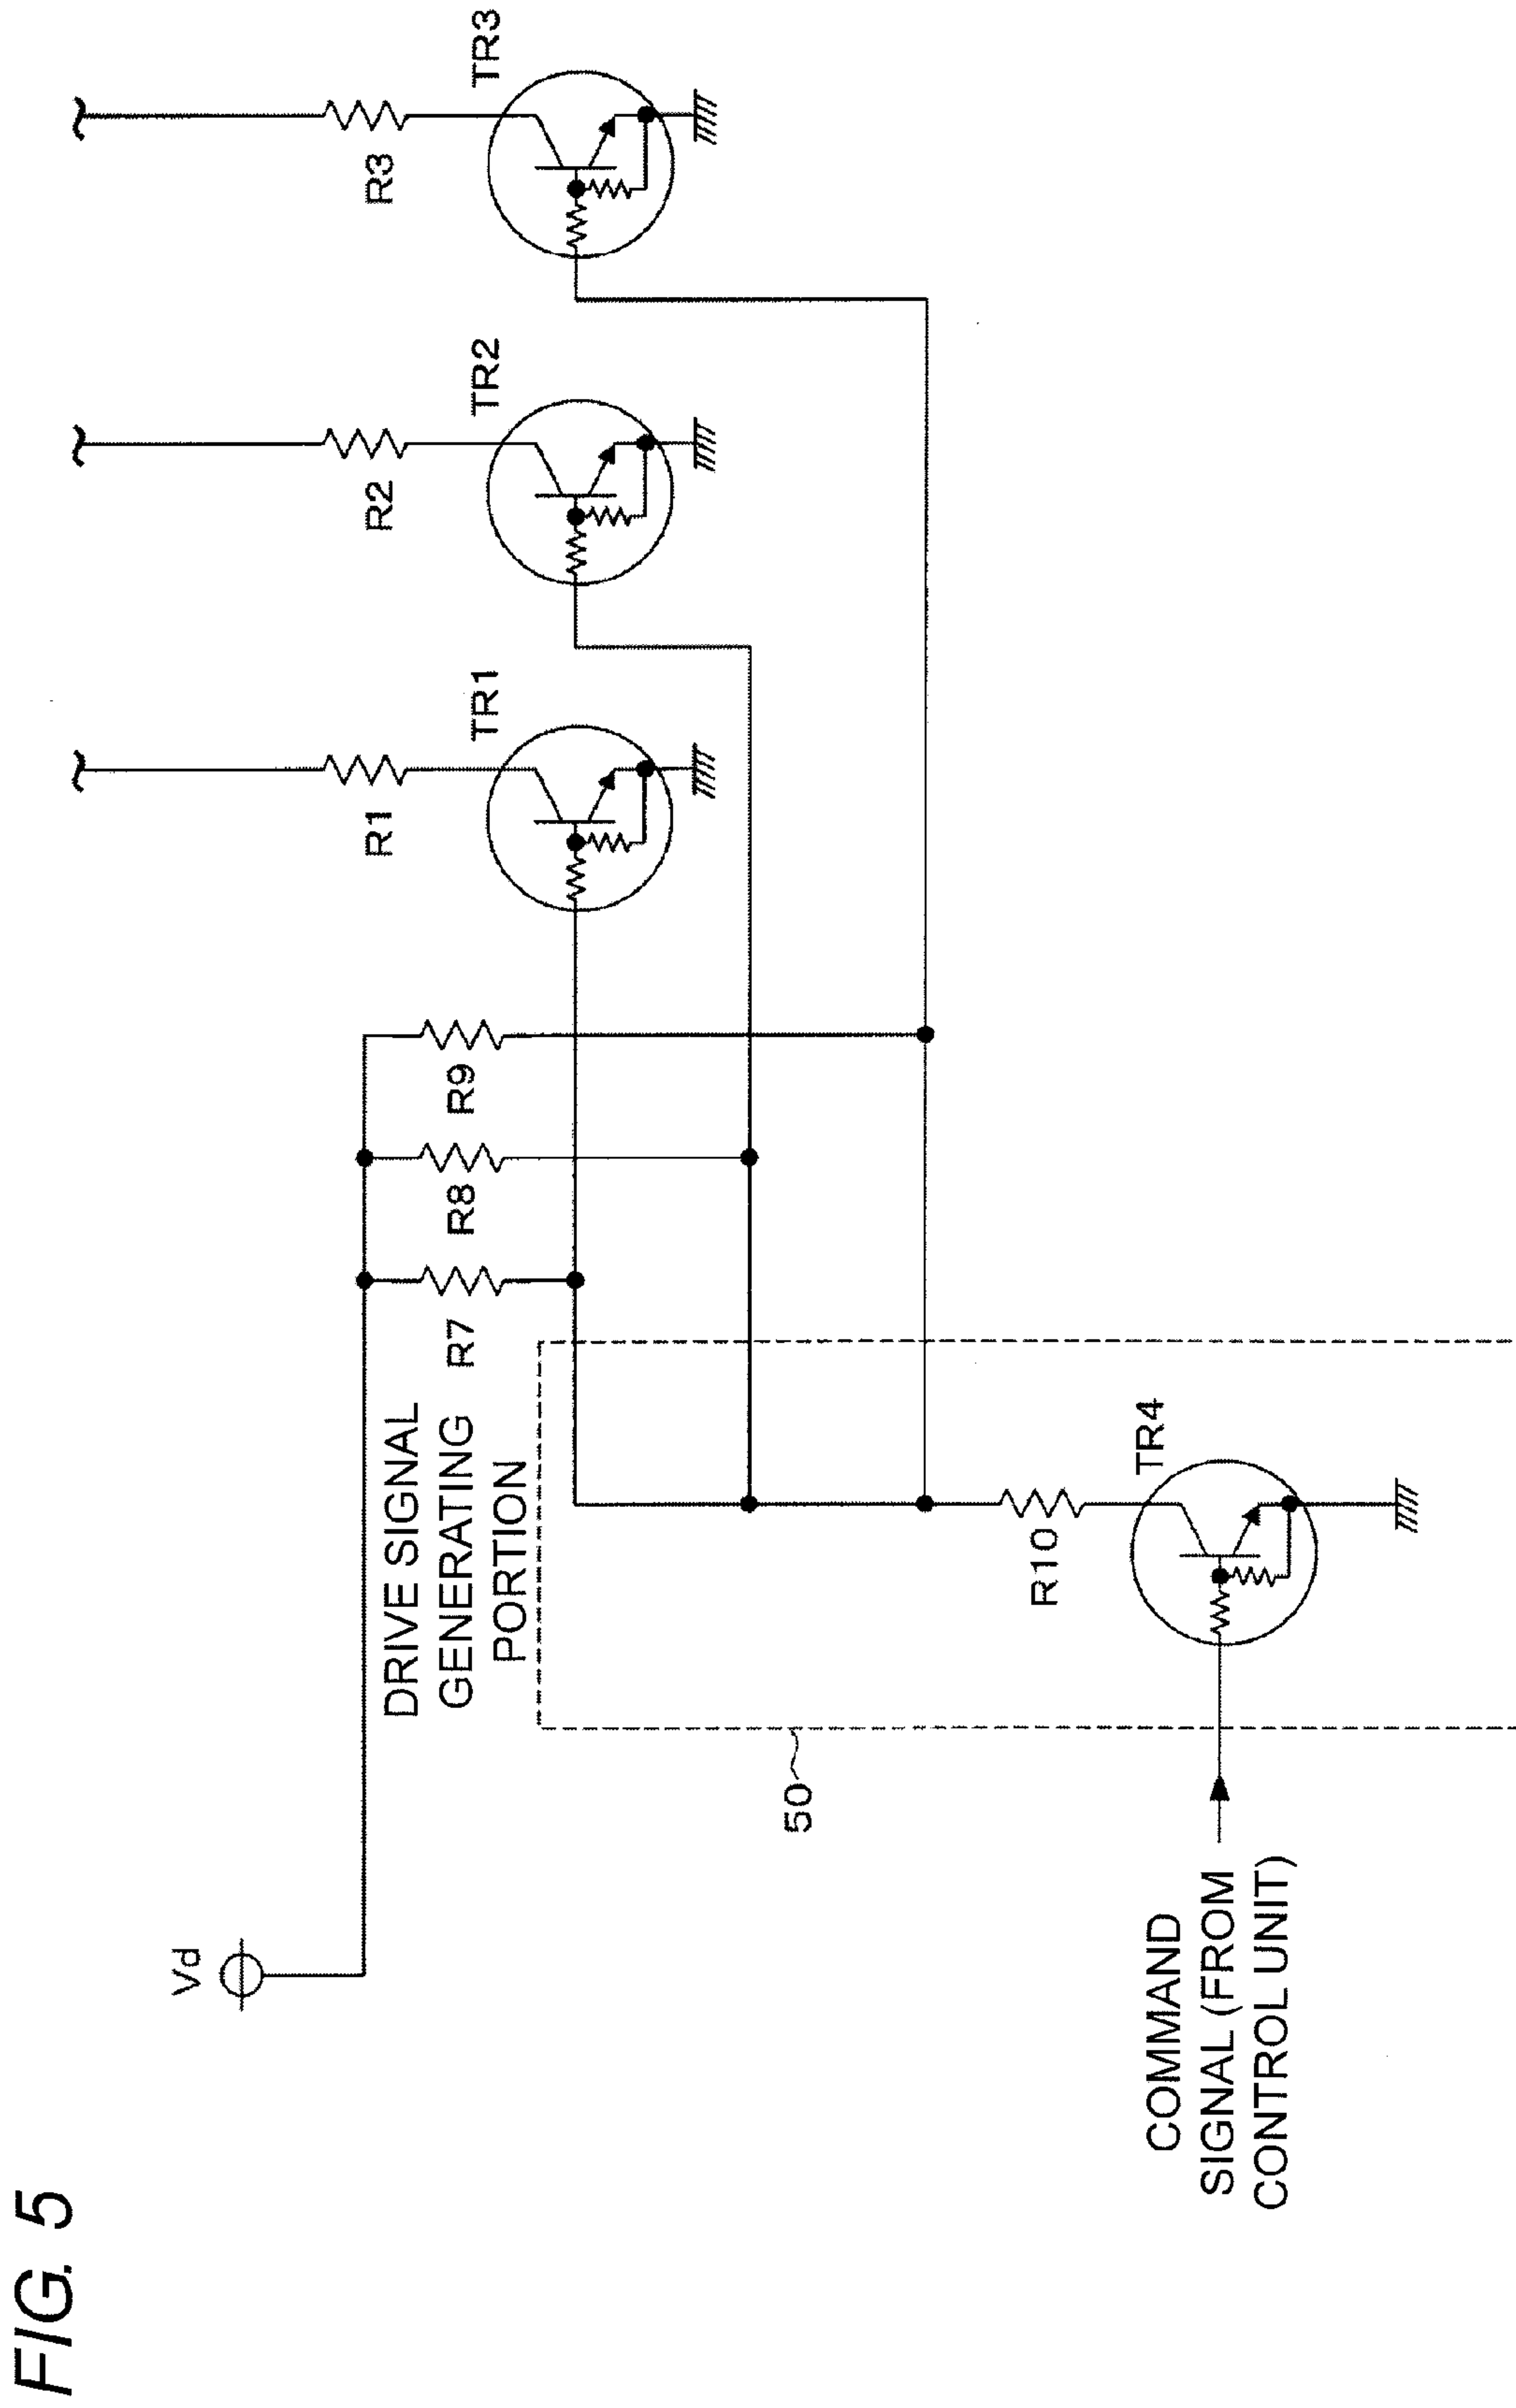 FIG. 5
Vd
DRIVE SIGNAL
GENERATING
PORTION
R7
R8
R9
R1
TR1
R2
TR2
R3
TR3
50
R10
TR4
COMMAND
SIGNAL (FROM
CONTROL UNIT)